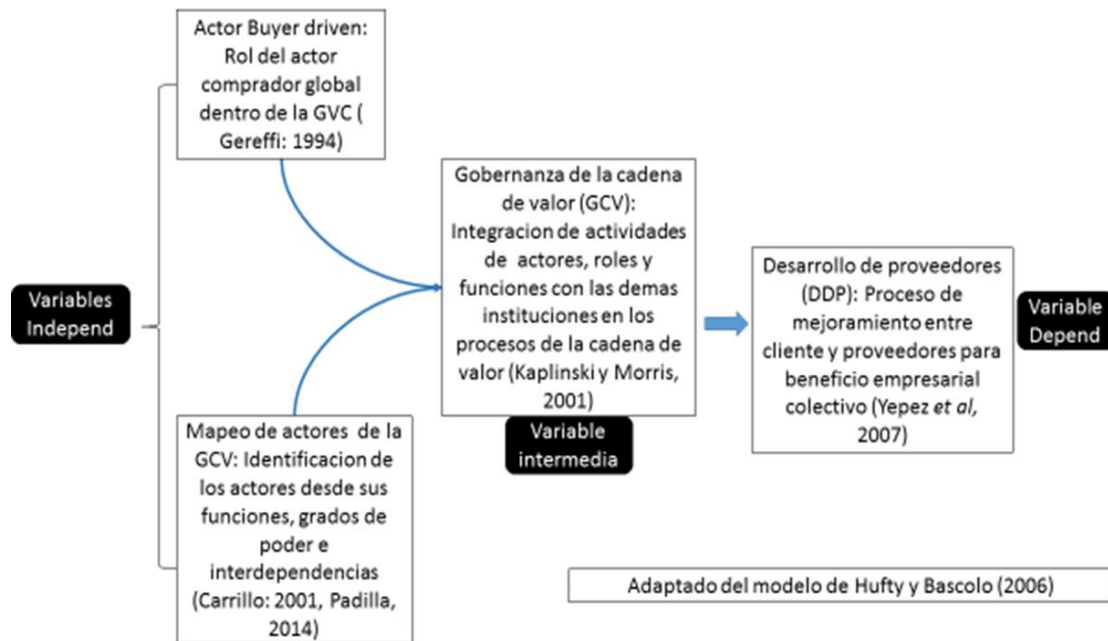 Actor Buyer driven:
Rol del actor
comprador global
dentro de la GVC (
Gereffi: 1994)
Variables
Independ
Mapeo de actores de la
GCV: Identificacion de
los actores desde sus
funciones, grados de
poder e
interdependencias
(Carrillo: 2001, Padilla,
2014)
Gobernanza de la cadena
de valor (GCV):
Integracion de actividades
de actores, roles y
funciones con las demas
instituciones en los
procesos de la cadena de
valor (Kaplinski y Morris,
2001)
Variable
intermedia
Desarrollo de proveedores
(DDP): Proceso de
mejoramiento entre
cliente y proveedores para
beneficio empresarial
colectivo (Yepez et al,
2007)
Variable
Depend
Adaptado del modelo de Hufty y Bascolo (2006)